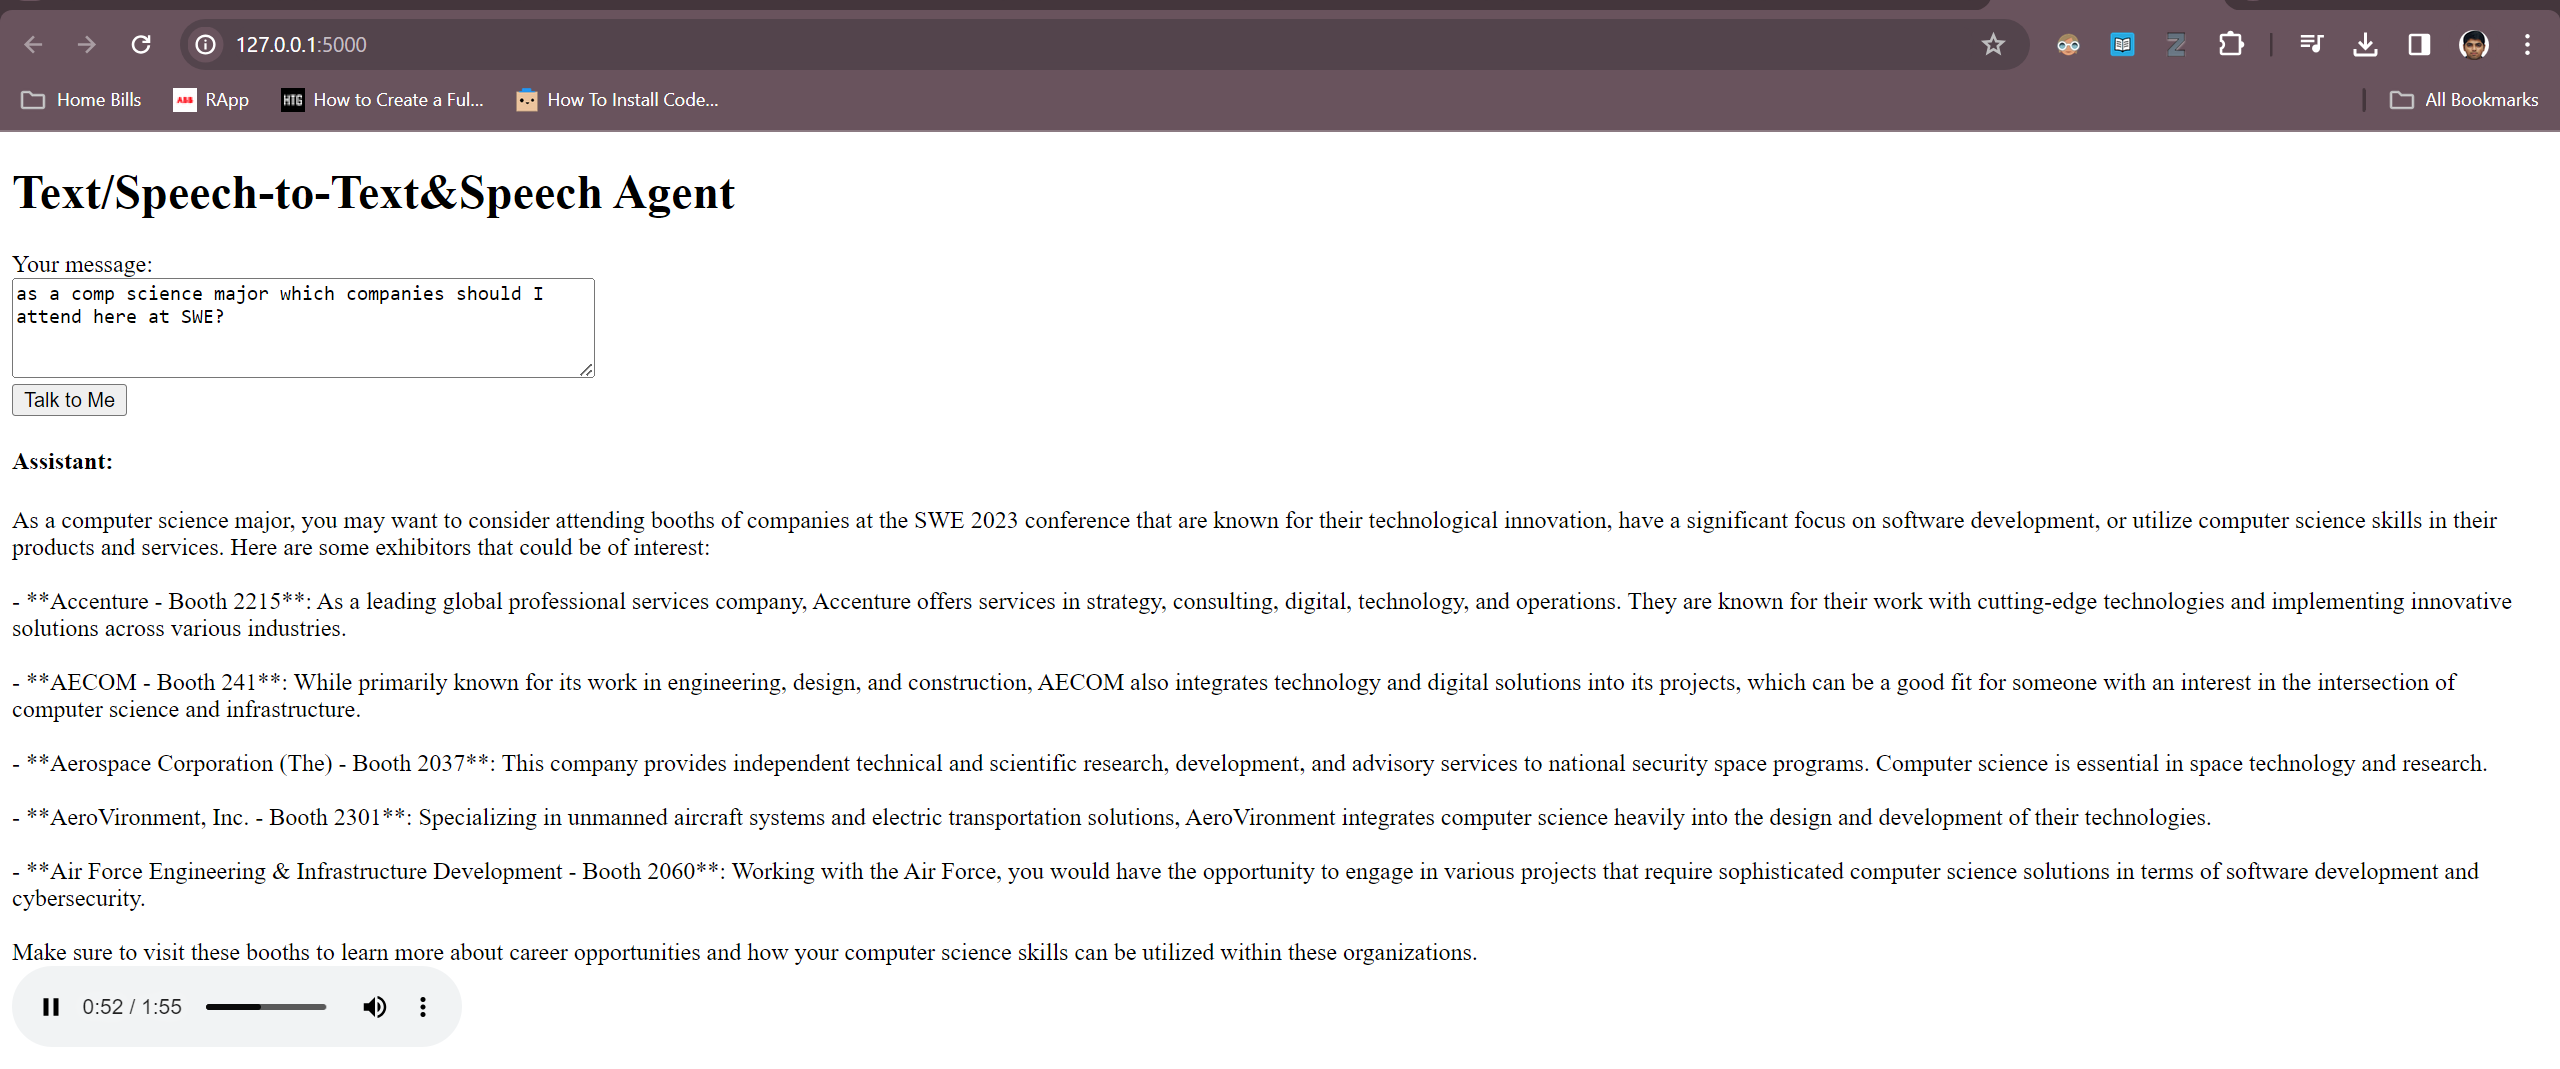 127.0.0.1:5000
Home Bills
ABB RApp
HTG How to Create a Ful...
How To Install Code...
All Bookmarks
Text/Speech-to-Text&Speech Agent
Your message:
as a comp science major which companies should I
attend here at SWE?
Talk to Me
Assistant:
As a computer science major, you may want to consider attending booths of companies at the SWE 2023 conference that are known for their technological innovation, have a significant focus on software development, or utilize computer science skills in their
products and services. Here are some exhibitors that could be of interest:
- **Accenture - Booth 2215**: As a leading global professional services company, Accenture offers services in strategy, consulting, digital, technology, and operations. They are known for their work with cutting-edge technologies and implementing innovative
solutions across various industries.
- **AECOM - Booth 241**: While primarily known for its work in engineering, design, and construction, AECOM also integrates technology and digital solutions into its projects, which can be a good fit for someone with an interest in the intersection of
computer science and infrastructure.
- **Aerospace Corporation (The) - Booth 2037**: This company provides independent technical and scientific research, development, and advisory services to national security space programs. Computer science is essential in space technology and research.
- **AeroVironment, Inc. - Booth 2301**: Specializing in unmanned aircraft systems and electric transportation solutions, AeroVironment integrates computer science heavily into the design and development of their technologies.
- **Air Force Engineering & Infrastructure Development - Booth 2060**: Working with the Air Force, you would have the opportunity to engage in various projects that require sophisticated computer science solutions in terms of software development and
cybersecurity.
Make sure to visit these booths to learn more about career opportunities and how your computer science skills can be utilized within these organizations.
0:52 / 1:55